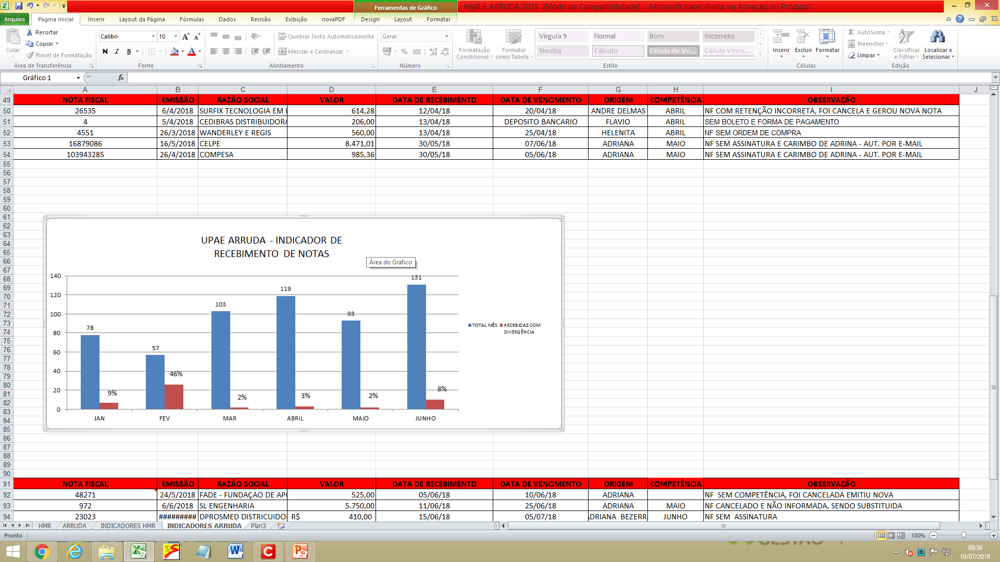 Ferramentas de Gráfico
HMR E ARRUDA 2018  [Modo de Compatibilidade]  -  Microsoft Excel (Falha na Ativação do Produto)
Arquivo Página Inicial Inserir Layout da Página Fórmulas Dados Revisão Exibição novaPDF Design Layout Formatar
Colar
Recortar
Copiar
Pincel de Formatação
Área de Transferência
Calibri 10
N I S
Fonte
Quebrar Texto Automaticamente
Mesclar e Centralizar
Alinhamento
Geral
% 000
Número
Formatação Condicional
Formatar como Tabela
Vírgula 9 Normal Bom Incorreto
Neutra Cálculo Célula de Ve... Célula Vincu...
Estilo
Inserir Excluir Formatar
Células
AutoSoma
Preencher
Limpar
Classificar e Filtrar
Localizar e Selecionar
Edição
Gráfico 1 fx
A B C D E F G H I J
49 NOTA FISCAL EMISSÃO RAZÃO SOCIAL VALOR DATA DE RECEBIMENTO DATA DE VENCIMENTO ORIGEM COMPETÊNCIA OBSERVAÇÃO
50 26535 6/4/2018 SURFIX TECNOLOGIA EM 614,28 12/04/18 20/04/18 ANDRE DELMAS ABRIL NF COM RETENÇÃO INCORRETA, FOI CANCELA E GEROU NOVA NOTA
51 4 5/4/2018 CEDIBRAS DISTRIBUIDORA 206,00 13/04/18 DEPOSITO BANCARIO FLAVIO ABRIL SEM BOLETO E FORMA DE PAGAMENTO
52 4551 26/3/2018 WANDERLEY E REGIS 560,00 13/04/18 25/04/18 HELENITA ABRIL NF SEM ORDEM DE COMPRA
53 16879086 16/5/2018 CELPE 8.471,01 30/05/18 07/06/18 ADRIANA MAIO NF SEM ASSINATURA E CARIMBO DE ADRINA - AUT. POR E-MAIL
54 103943285 26/4/2018 COMPESA 985,36 30/05/18 05/06/18 ADRIANA MAIO NF SEM ASSINATURA E CARIMBO DE ADRINA - AUT. POR E-MAIL
55
56
57
58
59
60
61
62
63
64
65
66
67
68
69
70
71
72
73
74
75
76
77
78
79
80
81
82
83
84
85
86
87
88
89
90
UPAE ARRUDA - INDICADOR DE
RECEBIMENTO DE NOTAS
Área do Gráfico
140
120
100
80
60
40
20
0
78 57 103 119 93 131
9% 46% 2% 3% 2% 8%
JAN FEV MAR ABRIL MAIO JUNHO
TOTAL MÊS RECEBIDAS COM
DIVERGÊNCIA
91 NOTA FISCAL EMISSÃO RAZÃO SOCIAL VALOR DATA DE RECEBIMENTO DATA DE VENCIMENTO ORIGEM COMPETÊNCIA OBSERVAÇÃO
92 48271 24/5/2018 FADE - FUNDAÇAO DE APO 525,00 05/06/18 10/06/18 ADRIANA NF  SEM COMPETÊNCIA, FOI CANCELADA EMITIU NOVA
93 972 6/6/2018 SL ENGENHARIA 5.750,00 11/06/18 25/06/18 ADRIANA MAIO NF CANCELADO E NÃO INFORMADA, SENDO SUBSTITUIDA
94 23023 ######### DPROSMED DISTRICUIDO R$ 410,00 15/06/18 05/07/18 ADRIANA  BEZERR JUNHO NF SEM  ASSINATURA
HMR ARRUDA INDICADORES HMR INDICADORES ARRUDA Plan3
Pronto 100%
GESTÃO
09:38
10/07/2018